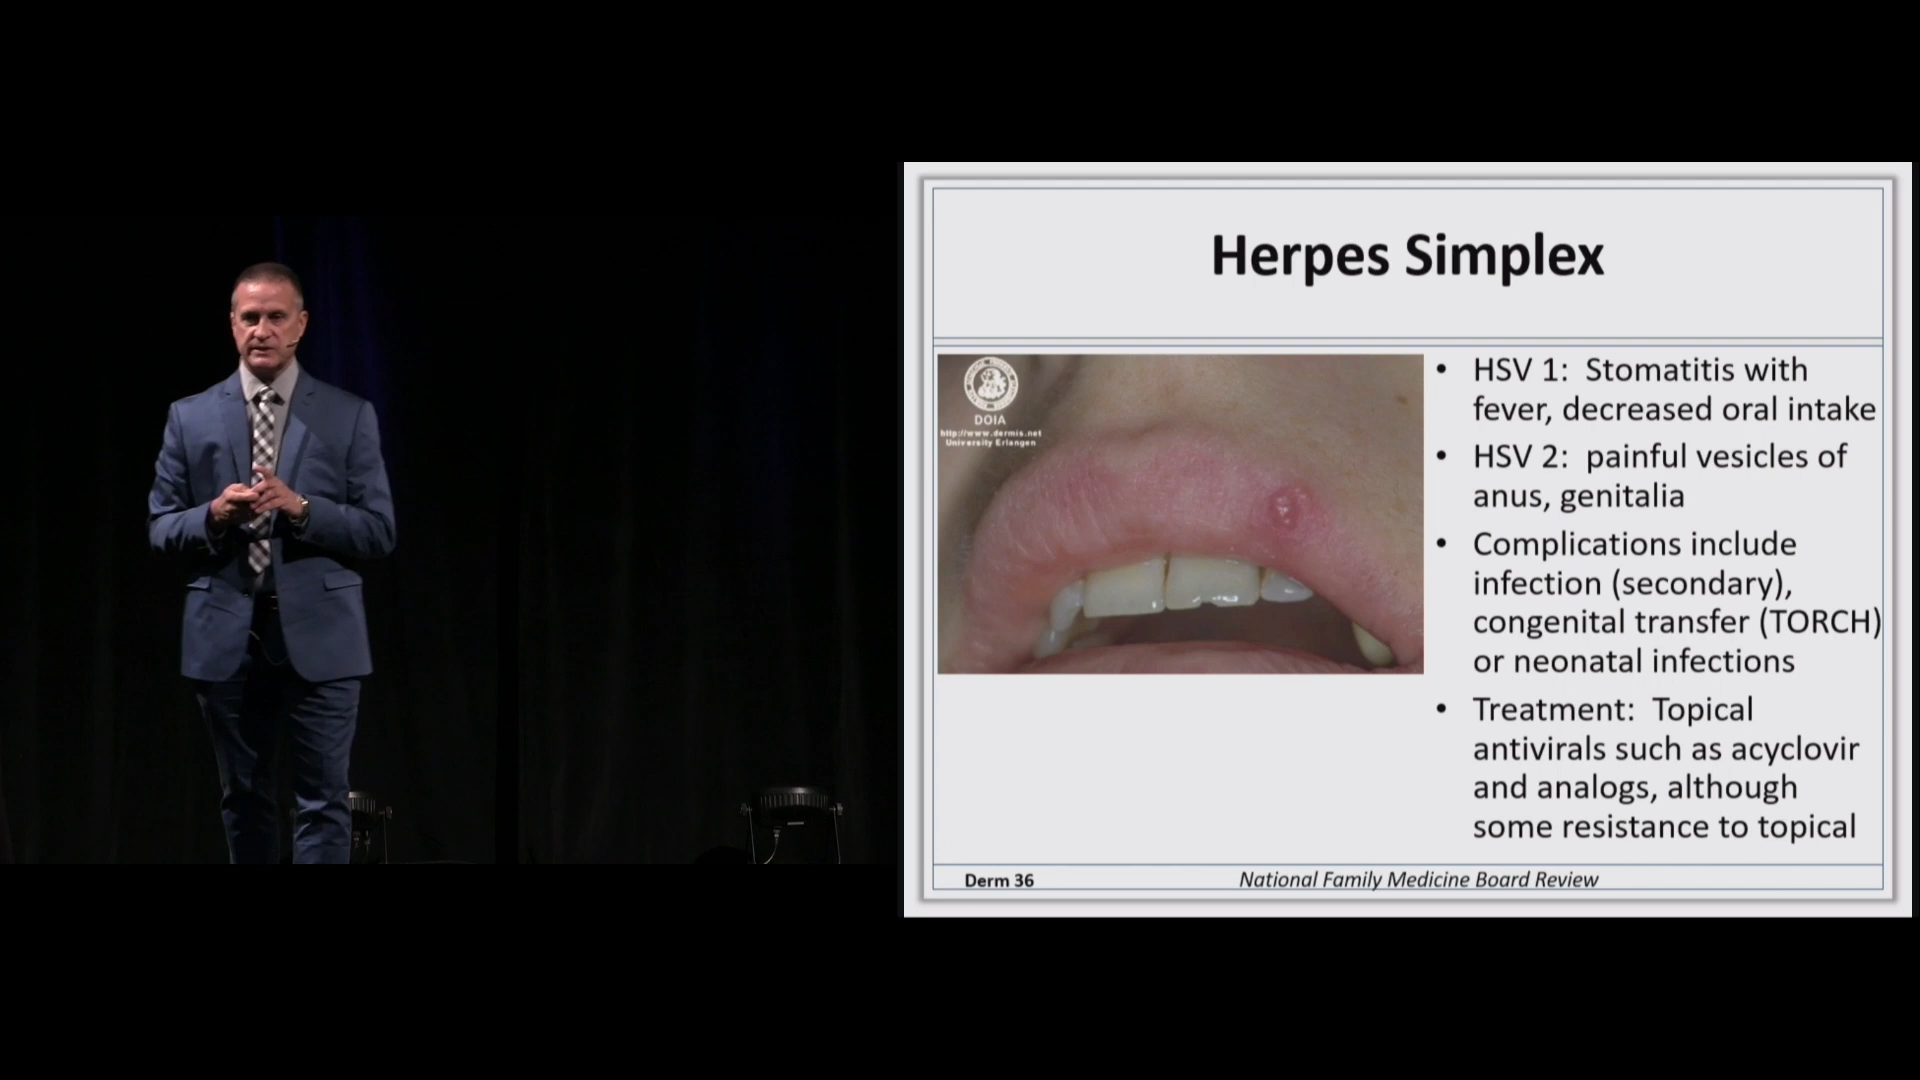 Herpes Simplex
DOIA
http://www.dermis.net
University Erlangen
• HSV 1: Stomatitis with
fever, decreased oral intake
• HSV 2: painful vesicles of
anus, genitalia
• Complications include
infection (secondary),
congenital transfer (TORCH)
or neonatal infections
• Treatment: Topical
antivirals such as acyclovir
and analogs, although
some resistance to topical
Derm 36
National Family Medicine Board Review